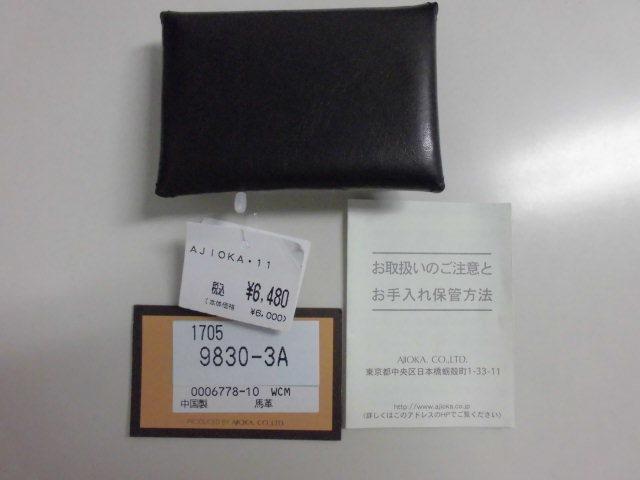 AJIOKA・11
税込 ¥6,480
(本体価格 ¥6,000)
1705
9830-3A
0006778-10 WCM
中国製 馬革
PRODUCED BY AJIOKA. CO.,LTD.
お取扱いのご注意と
お手入れ保管方法
AJIOKA. CO.,LTD.
東京都中央区日本橋蛎殻町1-33-11
http://www.ajioka.co.jp
(詳しくはこのアドレスのHPでご覧ください)